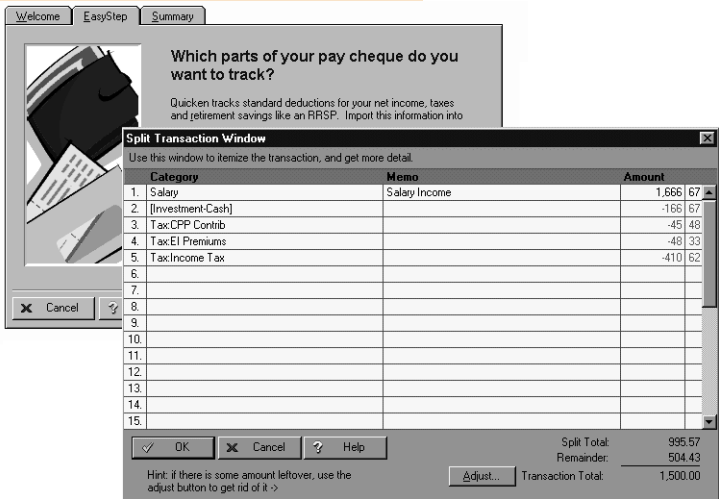 Welcome EasyStep Summary
Which parts of your pay cheque do you
want to track?
Quicken tracks standard deductions for your net income, taxes
and retirement savings like an RRSP. Import this information into
Split Transaction Window
Use this window to itemize the transaction, and get more detail.
Category Memo Amount
1. Salary Salary Income 1,666 67
2. [Investment-Cash] -166 67
3. Tax:CPP Contrib -45 48
4. Tax:EI Premiums -48 33
5. Tax:Income Tax -410 62
6.
7.
8.
9.
10.
11.
12.
13.
14.
15.
Cancel ?
OK Cancel ? Help
Split Total: 995.57
Remainder: 504.43
Adjust... Transaction Total: 1,500.00
Hint: if there is some amount leftover, use the
adjust button to get rid of it ->